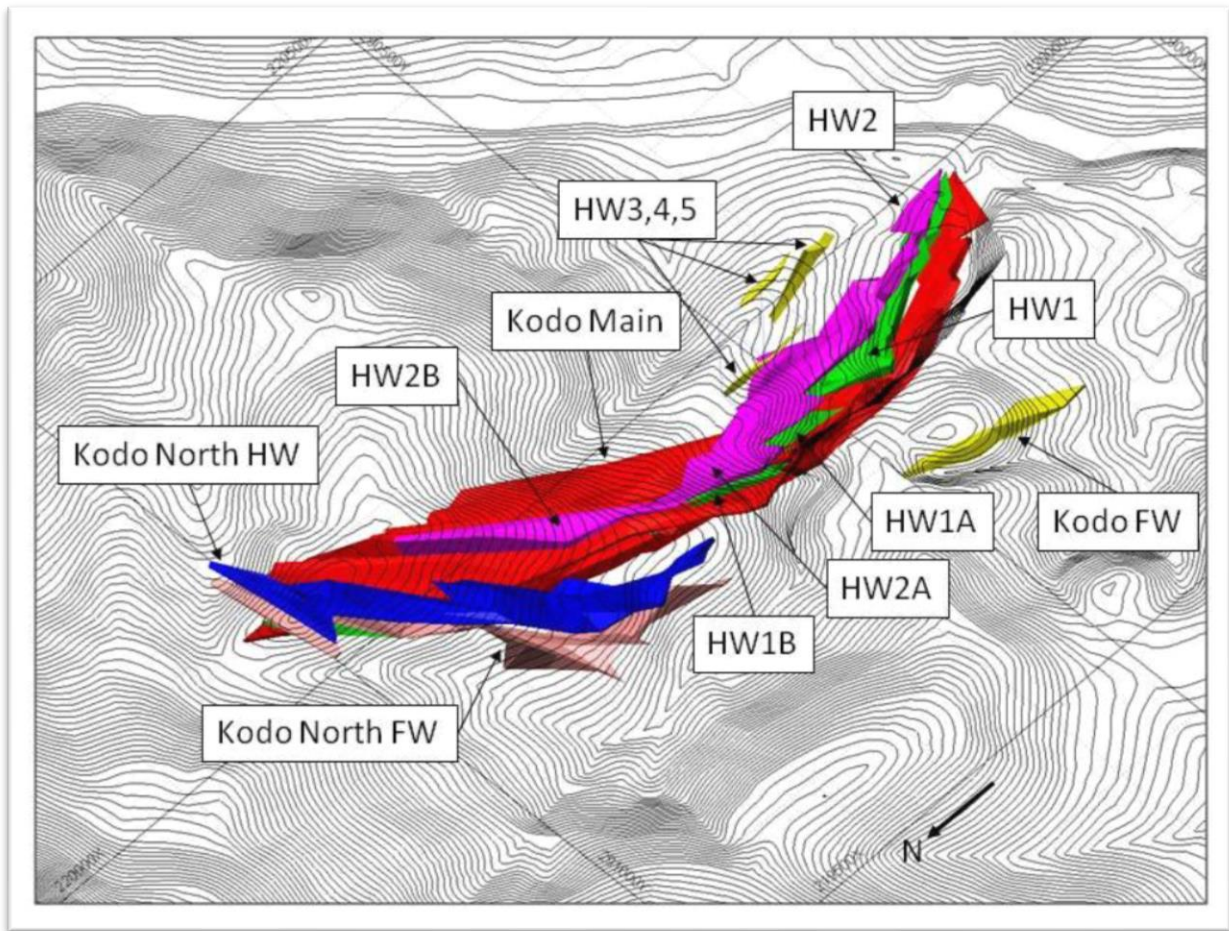 HW2
HW3,4,5
Kodo Main
HW1
HW2B
Kodo North HW
HW1A
Kodo FW
HW2A
HW1B
Kodo North FW
N